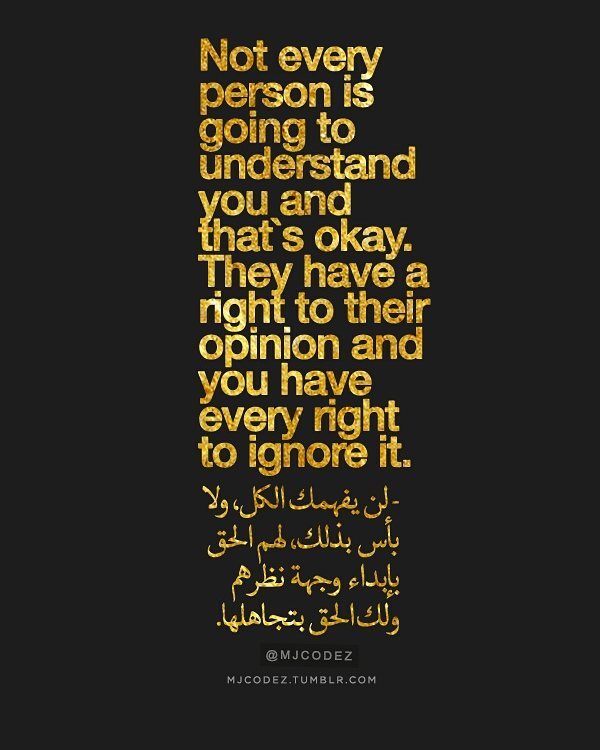 Not every
person is
going to
understand
you and
that`s okay.
They have a
right to their
opinion and
you have
every right
to ignore it.
-لن يفهمك الكل، ولا
بأس بذلك، لهم الحق
بإبداء وجهة نظرهم
ولك الحق بتجاهلها.
@MJCODEZ
MJCODEZ.TUMBLR.COM